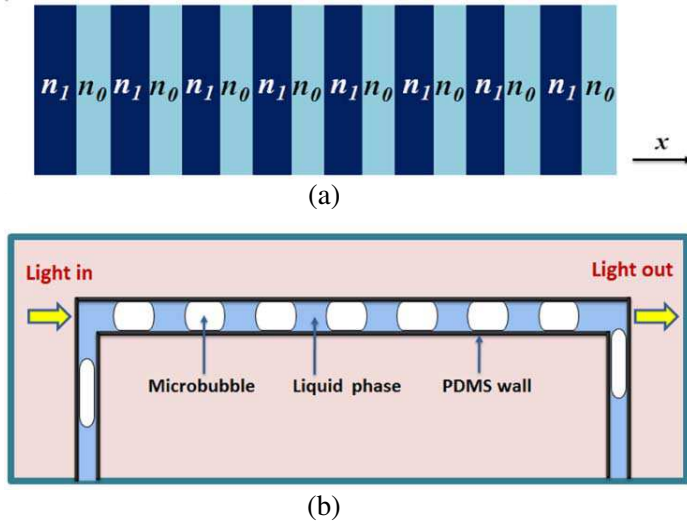 n₁ n₀ n₁ n₀ n₁ n₀ n₁ n₀ n₁ n₀ n₁ n₀ n₁ n₀ n₁ n₀
x
(a)
Light in
Light out
Microbubble
Liquid phase
PDMS wall
(b)